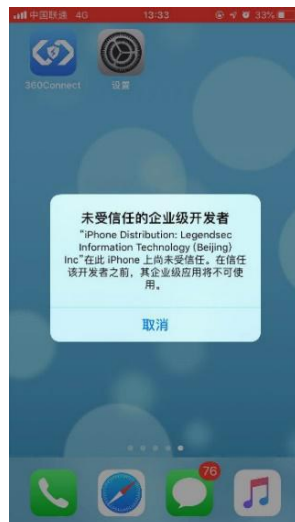 中国联通 4G 13:33 33%
360Connect 设置
未受信任的企业级开发者
“iPhone Distribution: Legendsec
Information Technology (Beijing)
Inc”在此 iPhone 上尚未受信任。在信任
该开发者之前，其企业级应用将不可使
用。
取消
76